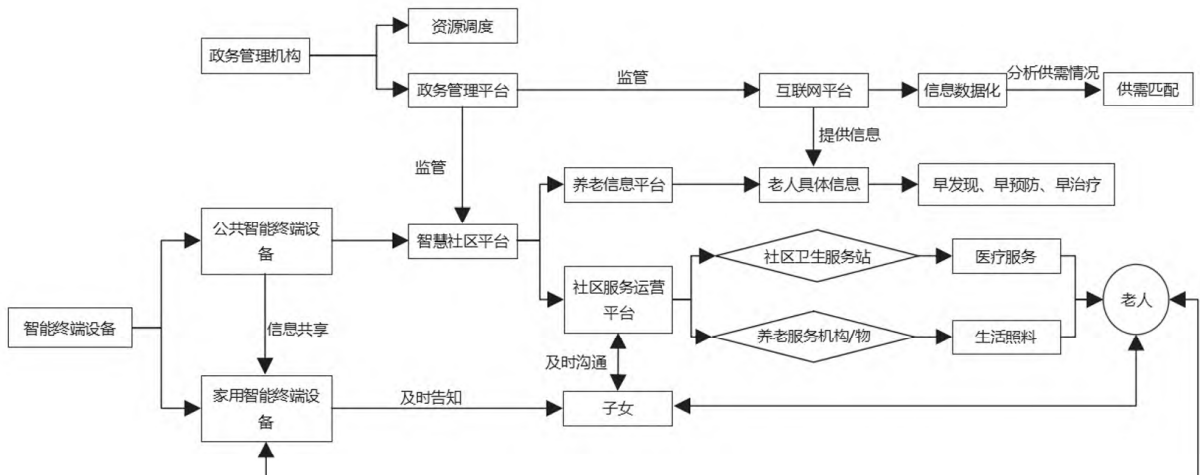 资源调度
政务管理机构
监管
分析供需情况
政务管理平台
互联网平台
信息数据化
供需匹配
提供信息
监管
养老信息平台
老人具体信息
早发现、早预防、早治疗
公共智能终端设
备
智慧社区平台
社区卫生服务站
医疗服务
社区服务运营
平台
老人
智能终端设备
信息共享
养老服务机构/物
生活照料
及时沟通
家用智能终端设
备
及时告知
子女